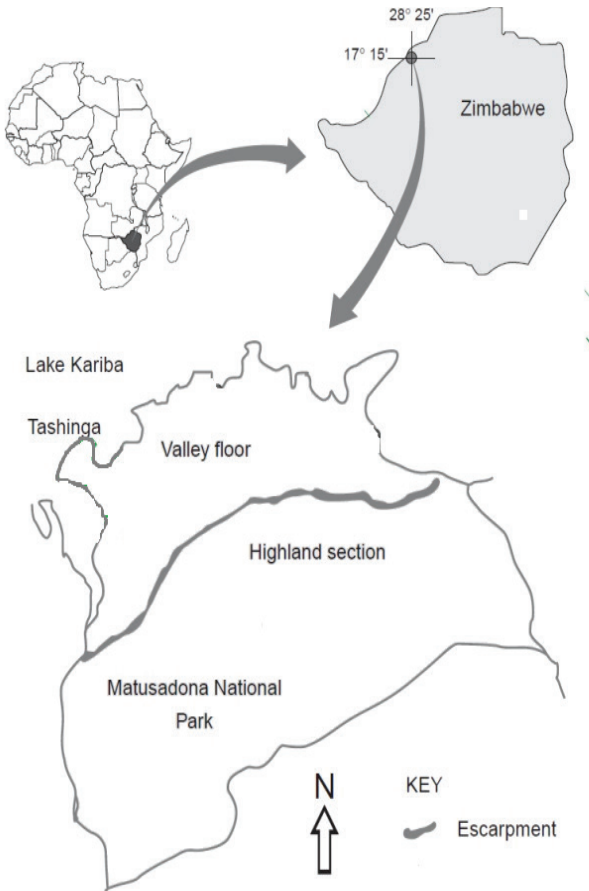 28° 25'
17° 15'
Zimbabwe
Lake Kariba
Tashinga
Valley floor
Highland section
Matusadona National
Park
N
KEY
Escarpment